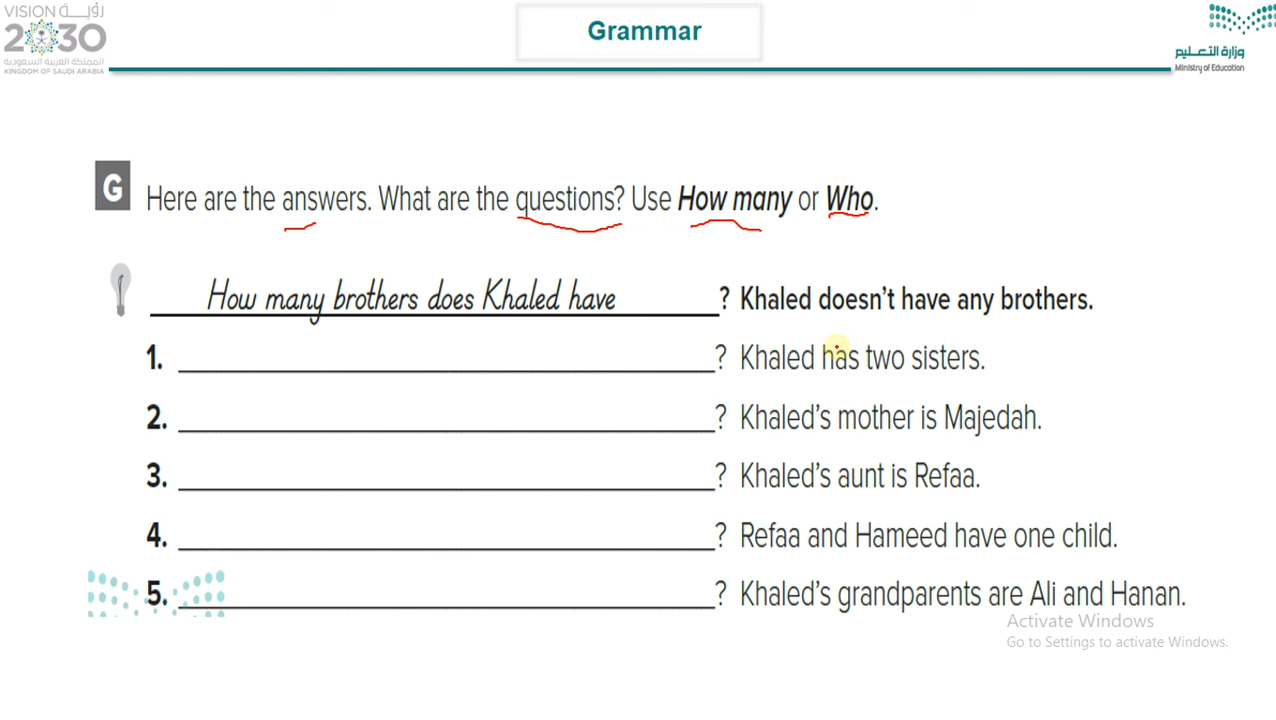 VISION رؤيــة
2030
المملكة العربية السعودية
KINGDOM OF SAUDI ARABIA
Grammar
وزارة التعـليم
Ministry of Education
G Here are the answers. What are the questions? Use How many or Who.
How many brothers does Khaled have ? Khaled doesn't have any brothers.
1. ? Khaled has two sisters.
2. ? Khaled's mother is Majedah.
3. ? Khaled's aunt is Refaa.
4. ? Refaa and Hameed have one child.
5. ? Khaled's grandparents are Ali and Hanan.
Activate Windows
Go to Settings to activate Windows.